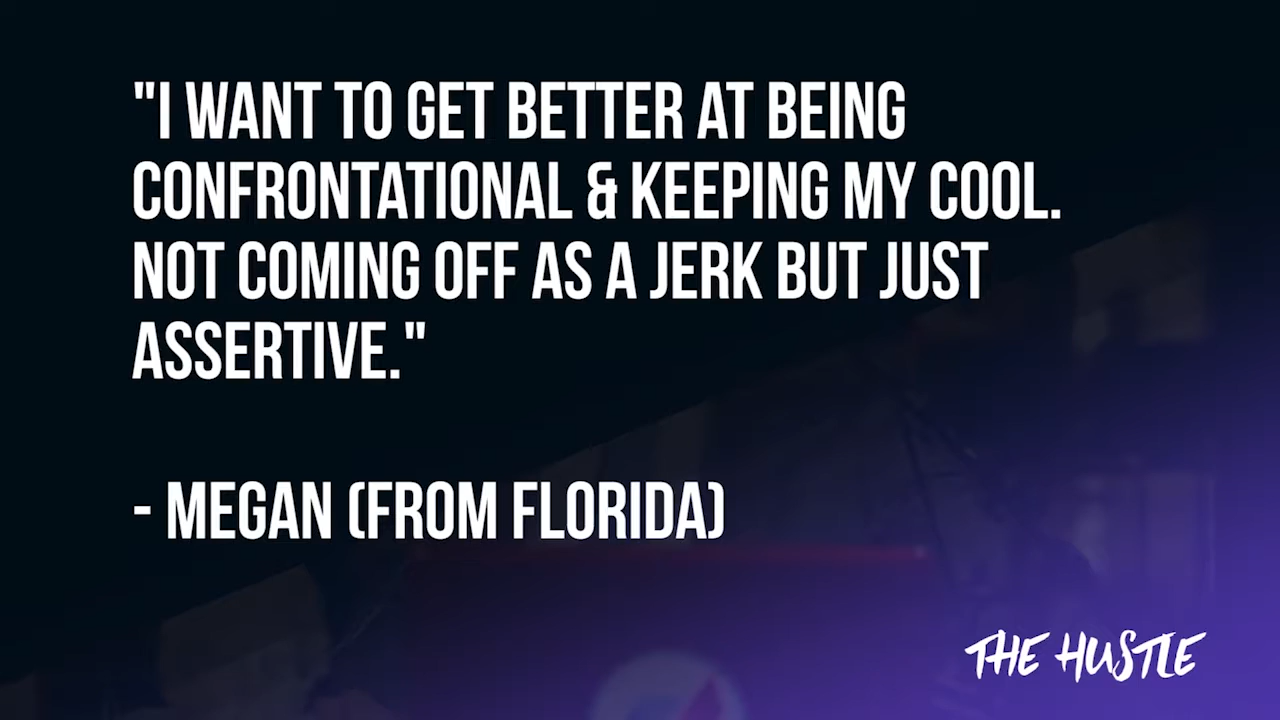 "I WANT TO GET BETTER AT BEING
CONFRONTATIONAL & KEEPING MY COOL.
NOT COMING OFF AS A JERK BUT JUST
ASSERTIVE."
- MEGAN (FROM FLORIDA)
THE HUSTLE